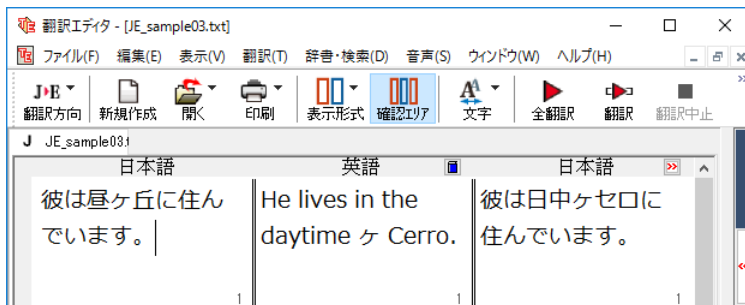 翻訳エディタ - [JE_sample03.txt]
ファイル(F) 編集(E) 表示(V) 翻訳(T) 辞書・検索(D) 音声(S) ウィンドウ(W) ヘルプ(H)
J▸E
翻訳方向 新規作成 開く 印刷 表示形式 確認エリア 文字 全翻訳 翻訳 翻訳中止
J JE_sample03.t
日本語 英語 日本語
彼は昼ヶ丘に住ん
でいます。
1
He lives in the
daytime ヶ Cerro.
1
彼は日中ヶセロに
住んでいます。
1